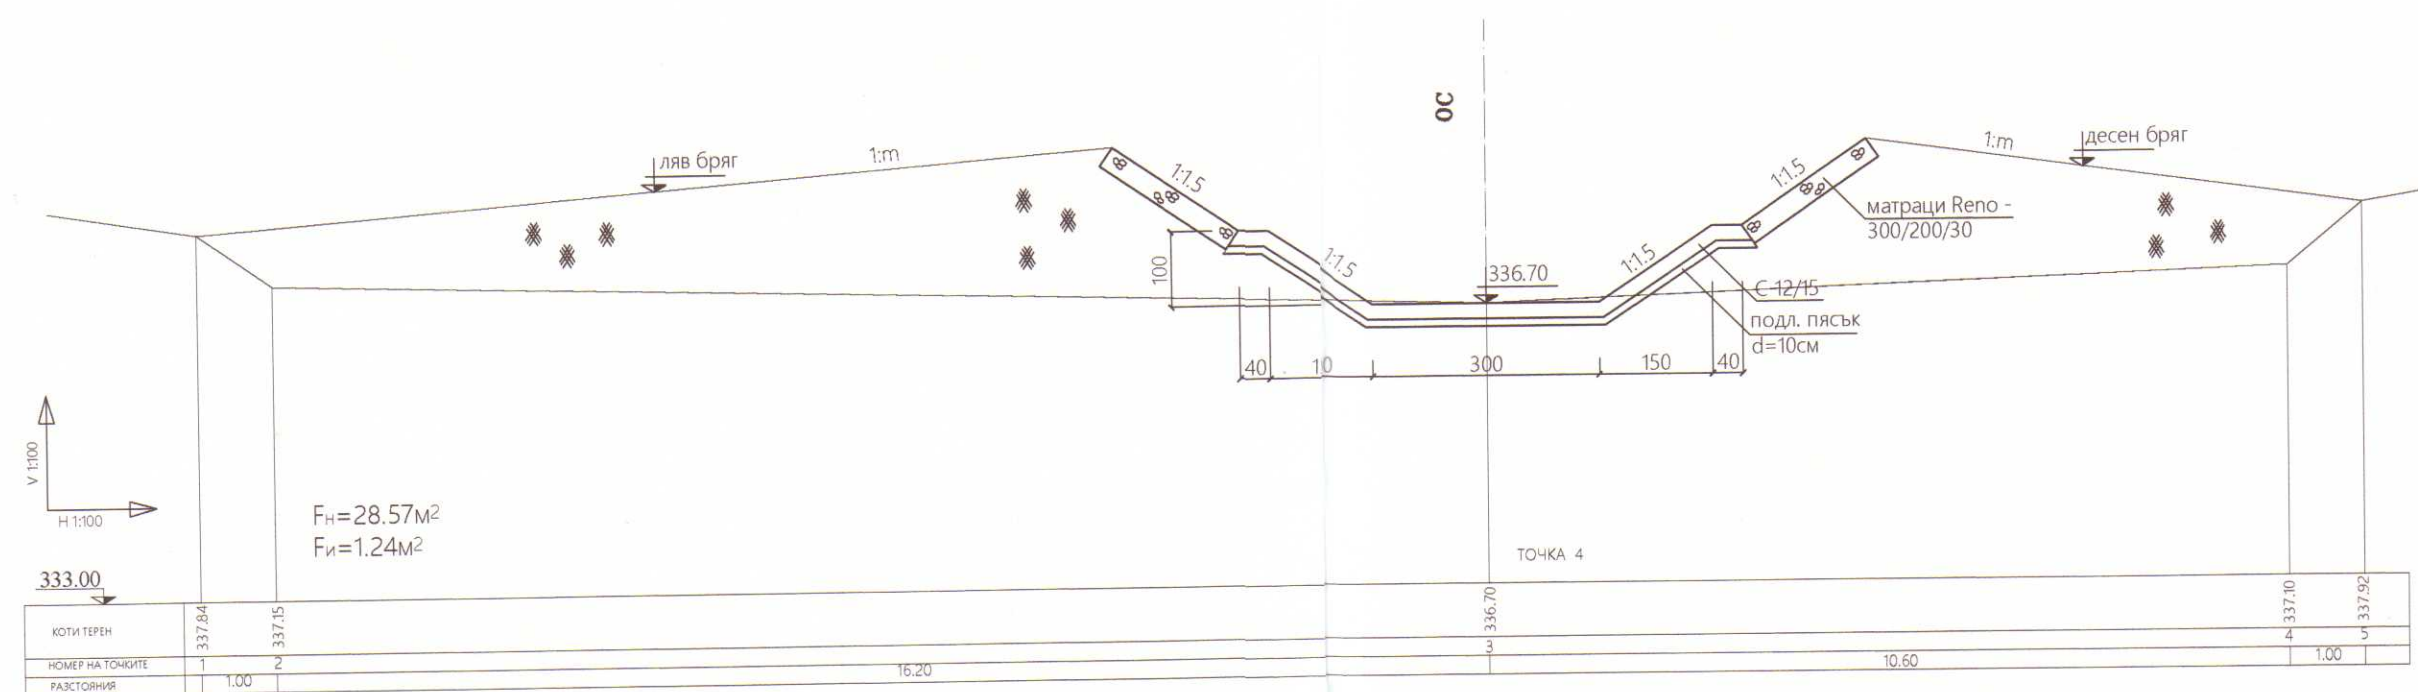 ОС
ляв бряг
1:m
1:1.5
1:1.5
100
336.70
1:1.5
1:1.5
1:m
десен бряг
матраци Reno -
300/200/30
C 12/15
подл. пясък
d=10см
40
10
300
150
40
V 1:100
H 1:100
Fн=28.57м2
Fи=1.24м2
ТОЧКА 4
333.00
КОТИ ТЕРЕН
337.84
337.15
336.70
337.10
337.92
НОМЕР НА ТОЧКИТЕ
1
2
3
4
5
РАЗСТОЯНИЯ
1.00
16.20
10.60
1.00